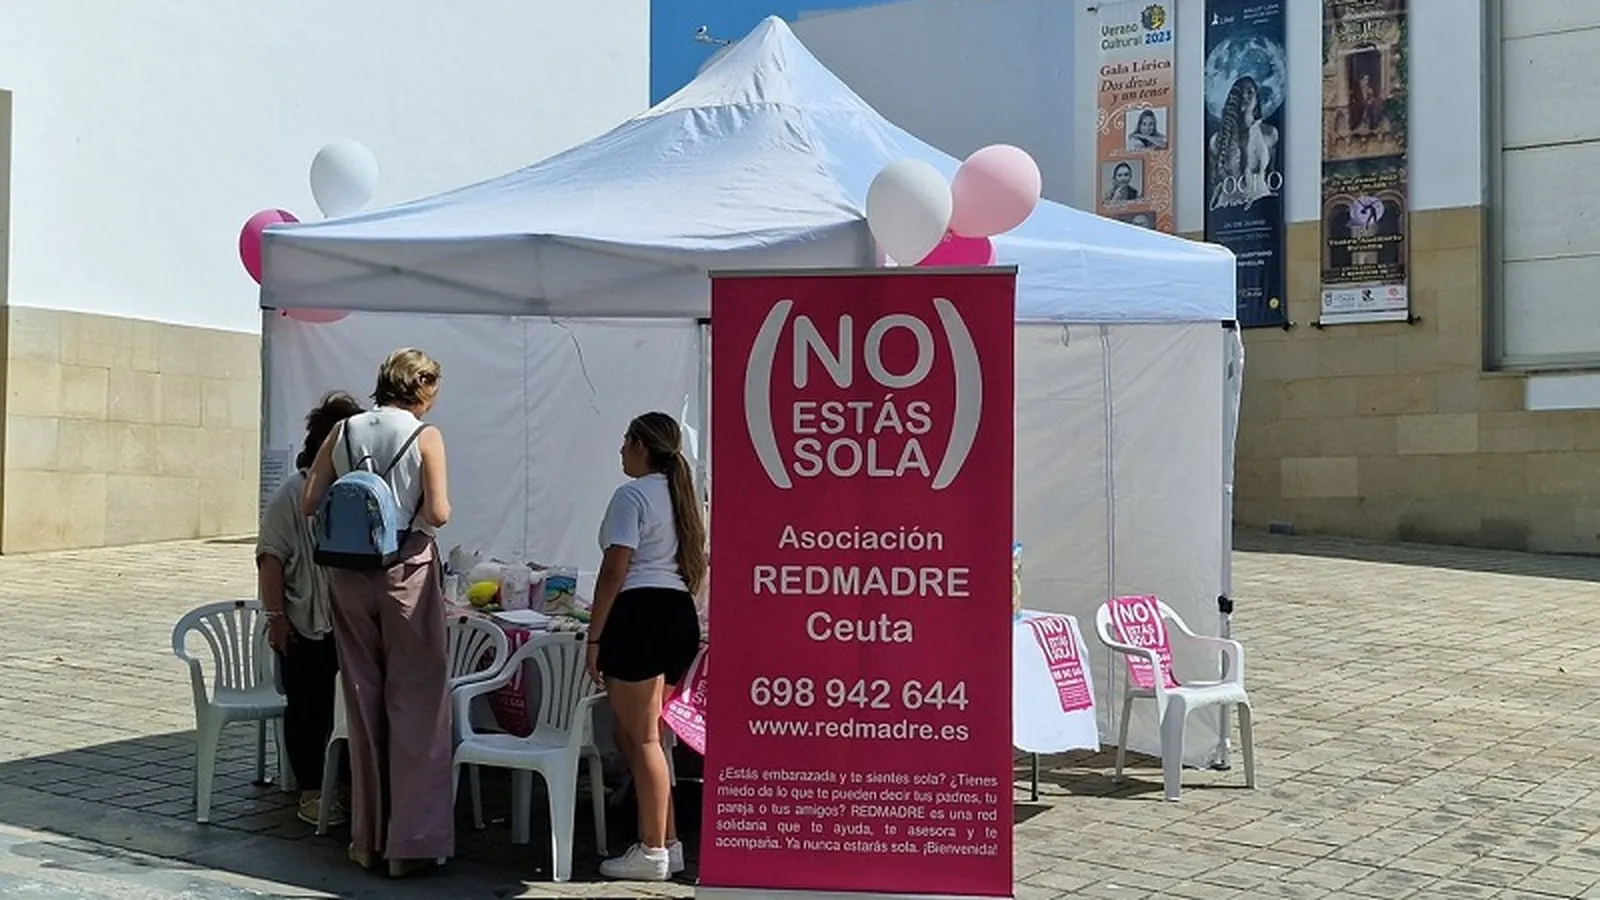 Verano
Cultural 2023
Gala Lírica
Dos divas
y un tenor
OCNO
(NO
ESTÁS
SOLA)
Asociación
REDMADRE
Ceuta
698 942 644
www.redmadre.es
¿Estás embarazada y te sientes sola? ¿Tienes
miedo de lo que te pueden decir tus padres, tu
pareja o tus amigos? REDMADRE es una red
solidaria que te ayuda, te asesora y te
acompaña. Ya nunca estarás sola. ¡Bienvenida!
NO
ESTÁS
SOLA
(NO
ESTÁS
SOLA)